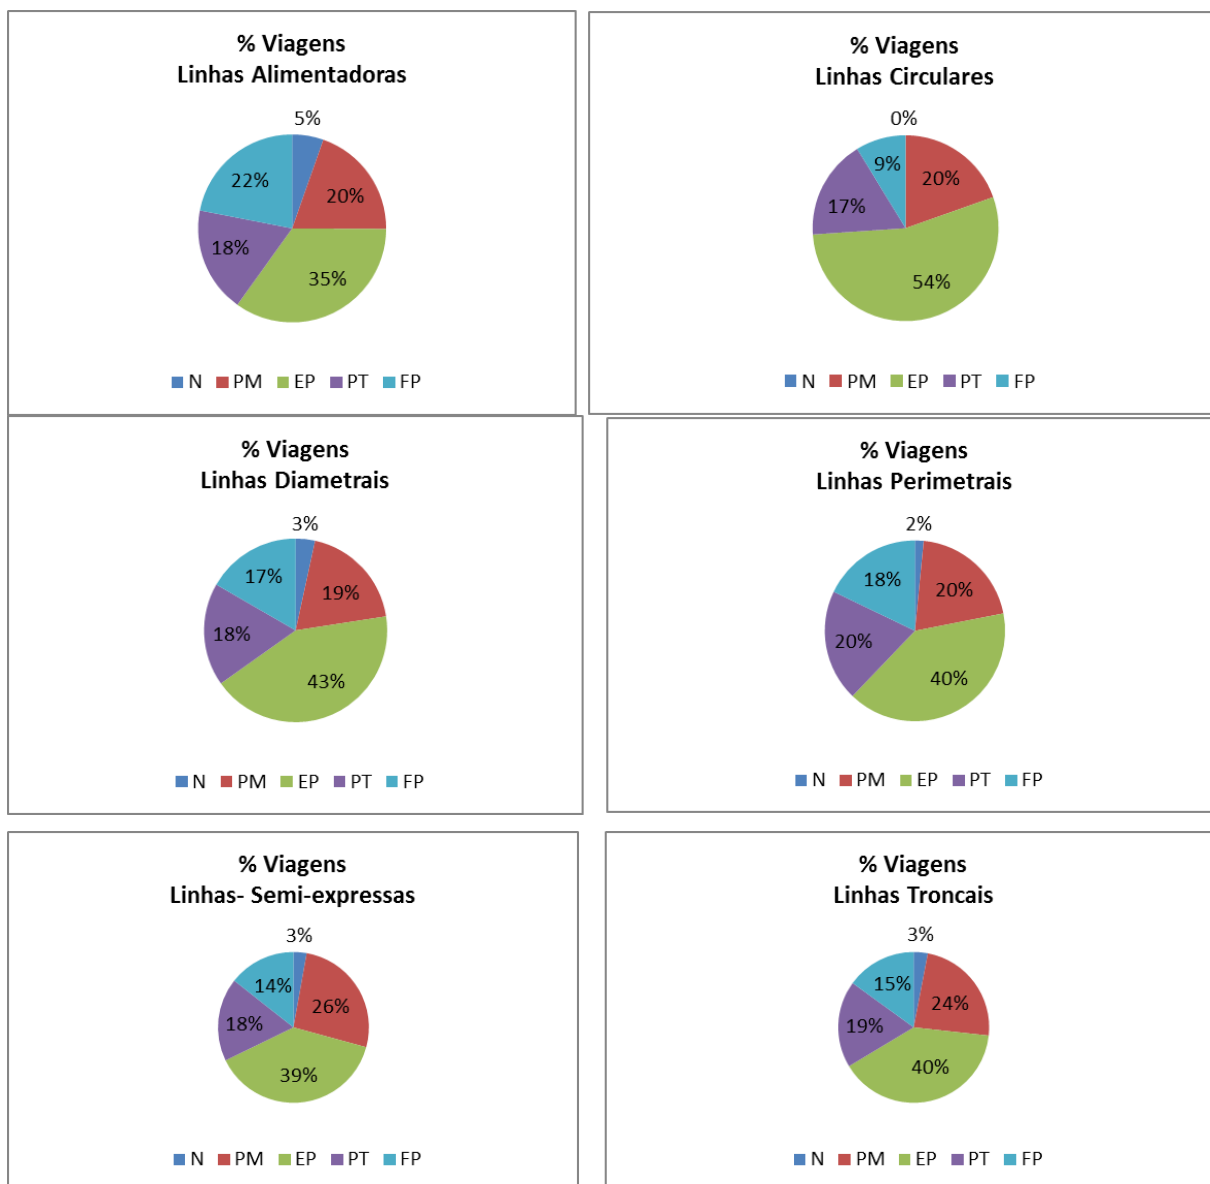 % Viagens
Linhas Alimentadoras
5%
22%
20%
18%
35%
N PM EP PT FP
% Viagens
Linhas Circulares
0%
9%
20%
17%
54%
N PM EP PT FP
% Viagens
Linhas Diametrais
3%
17%
19%
18%
43%
N PM EP PT FP
% Viagens
Linhas Perimetrais
2%
18%
20%
20%
40%
N PM EP PT FP
% Viagens
Linhas- Semi-expressas
3%
14%
26%
18%
39%
N PM EP PT FP
% Viagens
Linhas Troncais
3%
15%
24%
19%
40%
N PM EP PT FP